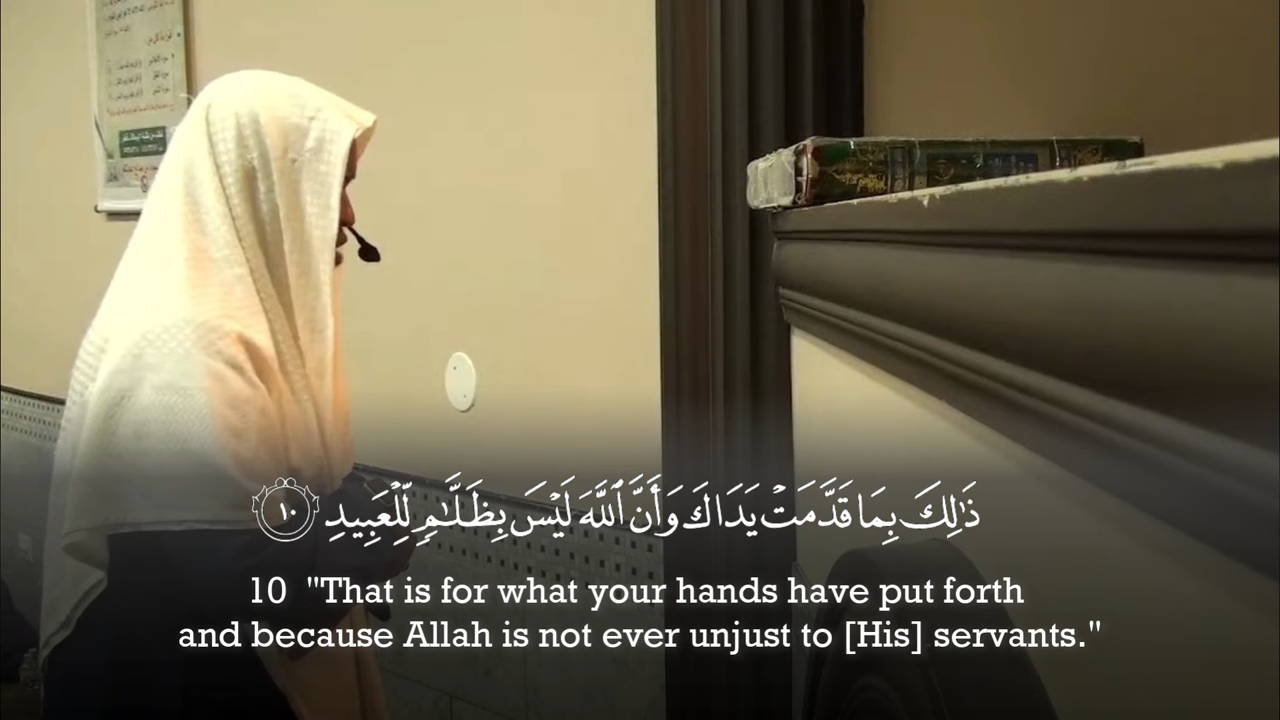 ذَٰلِكَ بِمَا قَدَّمَتْ يَدَاكَ وَأَنَّ ٱللَّهَ لَيْسَ بِظَلَّـٰمٍۢ لِّلْعَبِيدِ ١٠
10 "That is for what your hands have put forth
and because Allah is not ever unjust to [His] servants."